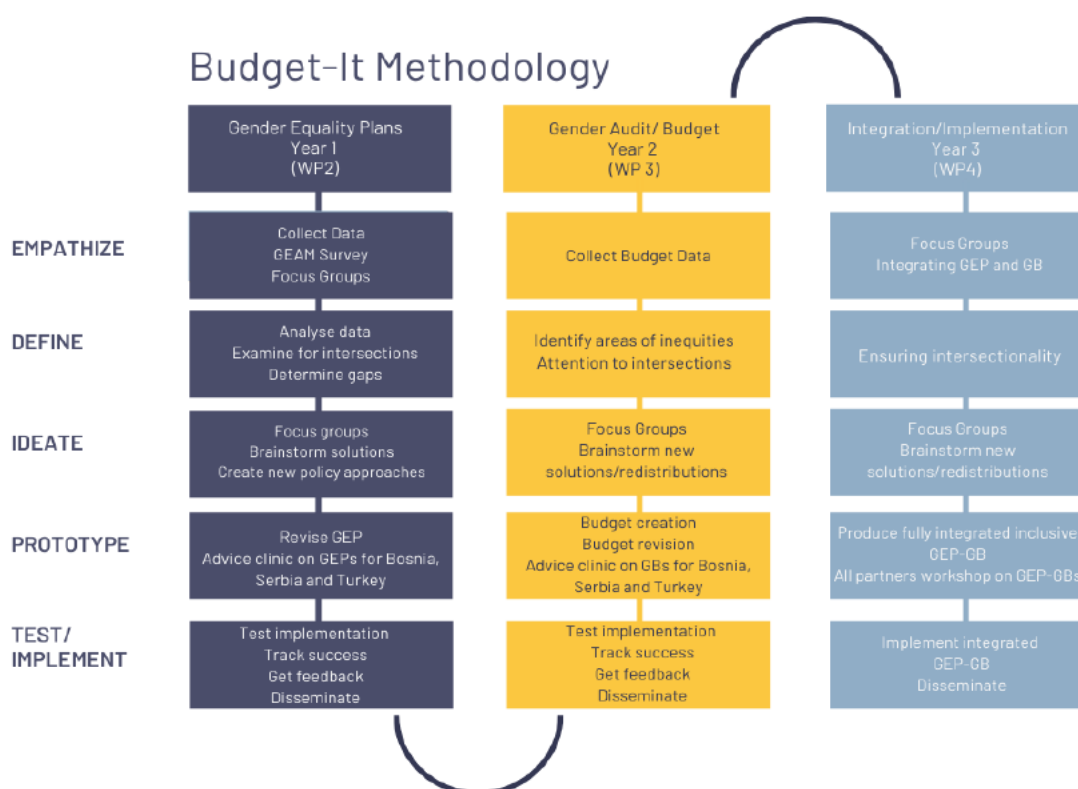 Budget-It Methodology
Gender Equality Plans
Year 1
(WP2)
Gender Audit/ Budget
Year 2
(WP 3)
Integration/Implementation
Year 3
(WP4)
EMPATHIZE
Collect Data
GEAM Survey
Focus Groups
Collect Budget Data
Focus Groups
Integrating GEP and GB
DEFINE
Analyse data
Examine for intersections
Determine gaps
Identify areas of inequities
Attention to intersections
Ensuring intersectionality
IDEATE
Focus groups
Brainstorm solutions
Create new policy approaches
Focus Groups
Brainstorm new
solutions/redistributions
Focus Groups
Brainstorm new
solutions/redistributions
PROTOTYPE
Revise GEP
Advice clinic on GEPs for Bosnia,
Serbia and Turkey
Budget creation
Budget revision
Advice clinic on GBs for Bosnia,
Serbia and Turkey
Produce fully integrated inclusive
GEP-GB
All partners workshop on GEP-GBs
TEST/
IMPLEMENT
Test implementation
Track success
Get feedback
Disseminate
Test implementation
Track success
Get feedback
Disseminate
Implement integrated
GEP-GB
Disseminate